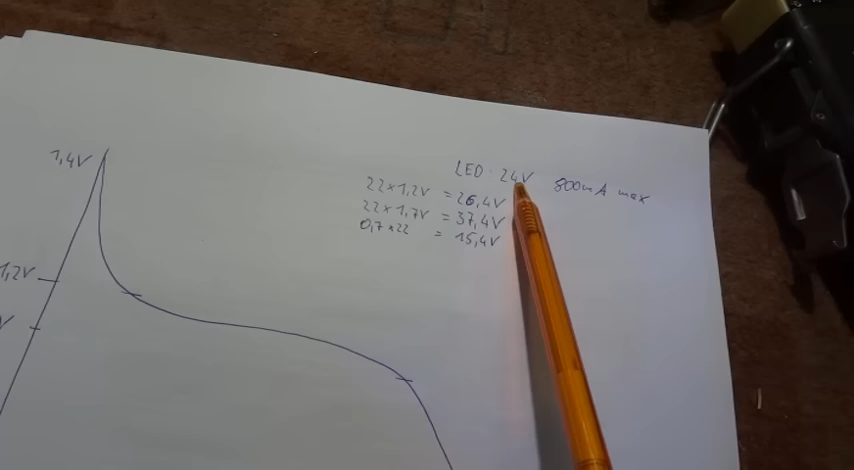 1,4V
LED: 24V 800mA max
22×1,2V = 26,4V
22×1,7V = 37,4V
0,7×22 = 15,4V
1,2V
V